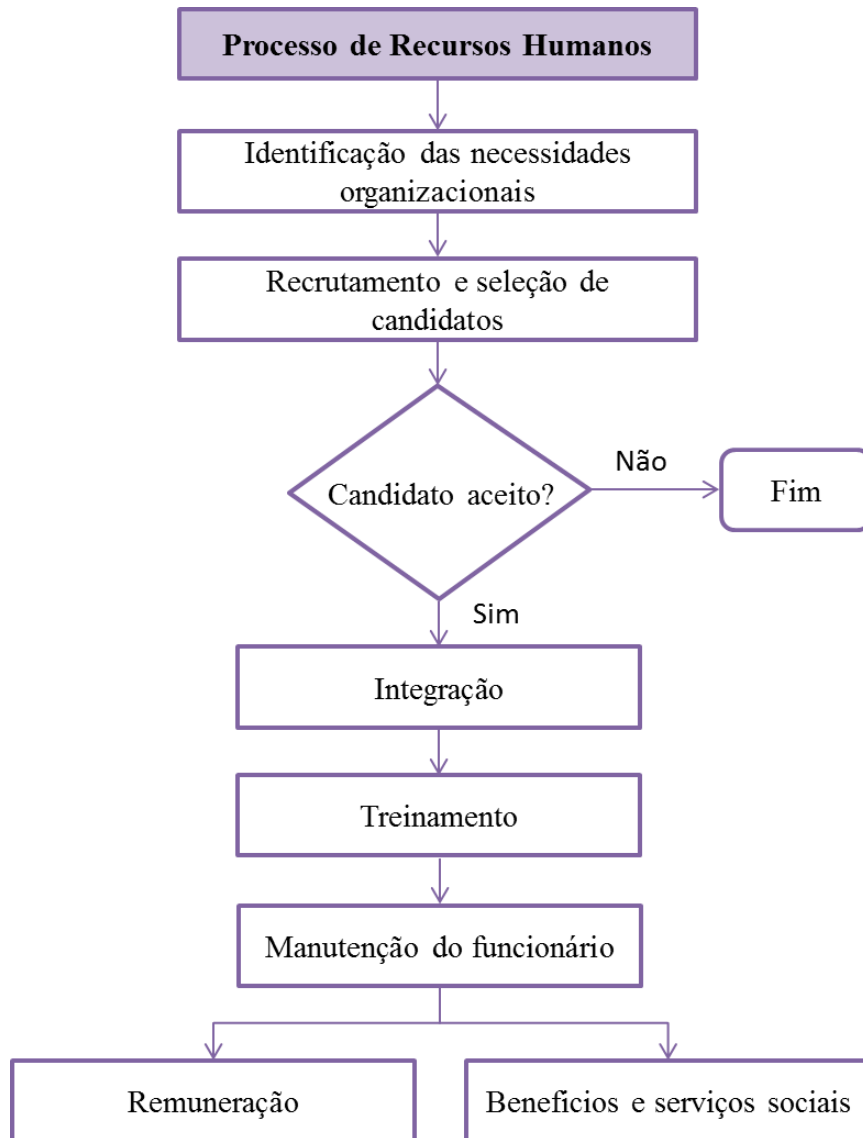 Processo de Recursos Humanos
Identificação das necessidades
organizacionais
Recrutamento e seleção de
candidatos
Candidato aceito?
Não
Fim
Sim
Integração
Treinamento
Manutenção do funcionário
Remuneração
Benefícios e serviços sociais